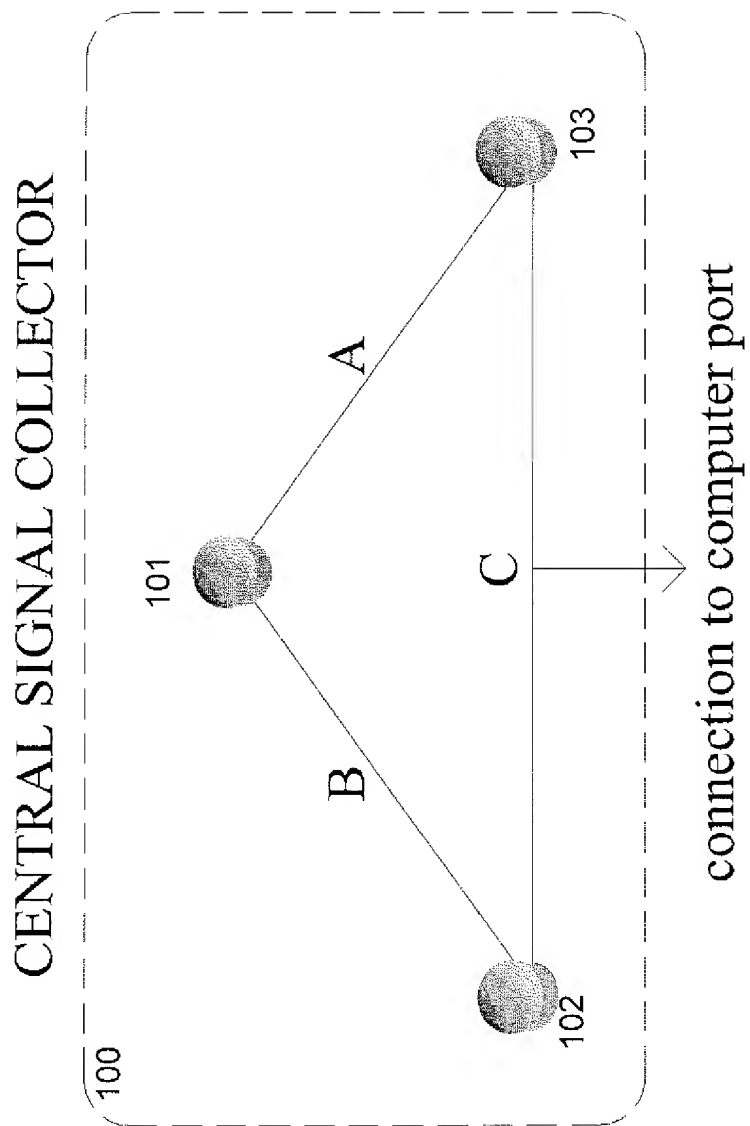 CENTRAL SIGNAL COLLECTOR
100
101
B
A
C
102
103
connection to computer port